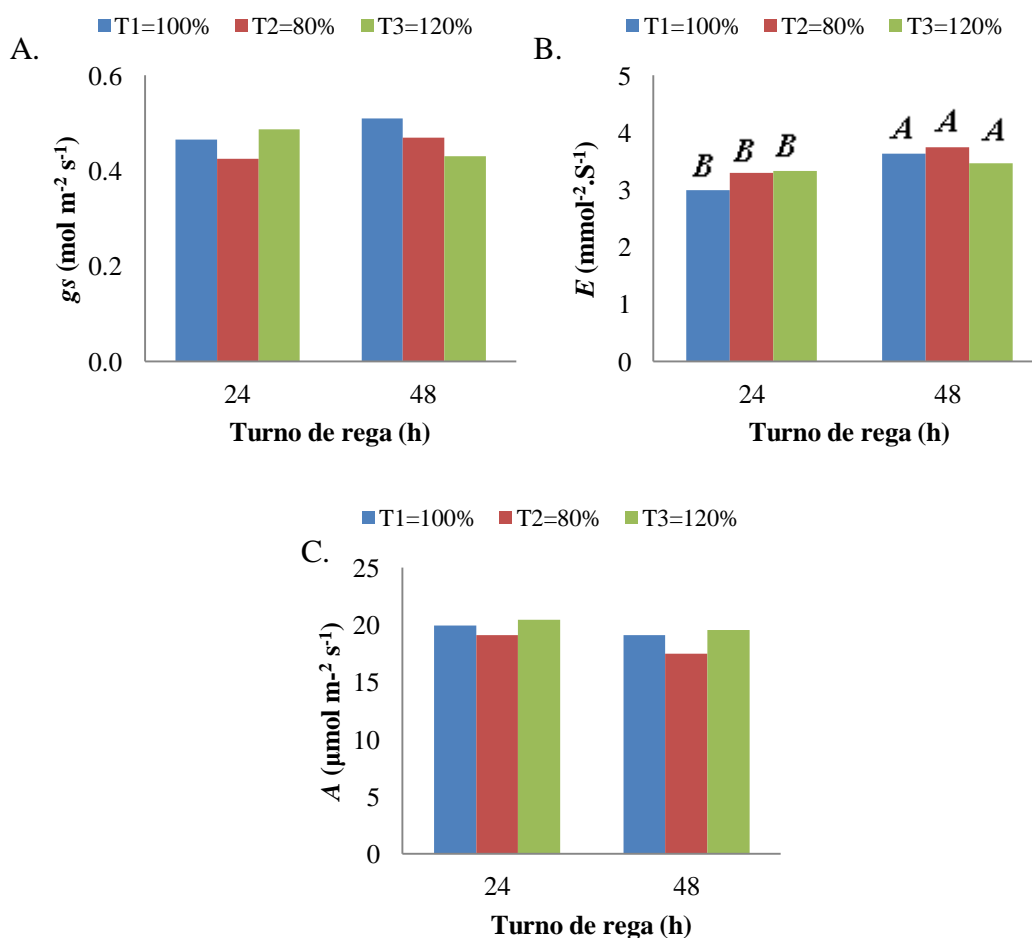 T1=100% T2=80% T3=120%
A.
0.6
0.4
0.2
0.0
gs (mol m⁻² s⁻¹)
24 48
Turno de rega (h)
T1=100% T2=80% T3=120%
B.
5
4
3
2
1
0
E (mmol⁻².S⁻¹)
B B B A A A
24 48
Turno de rega (h)
T1=100% T2=80% T3=120%
C.
25
20
15
10
5
0
A (µmol m-² s⁻¹)
24 48
Turno de rega (h)